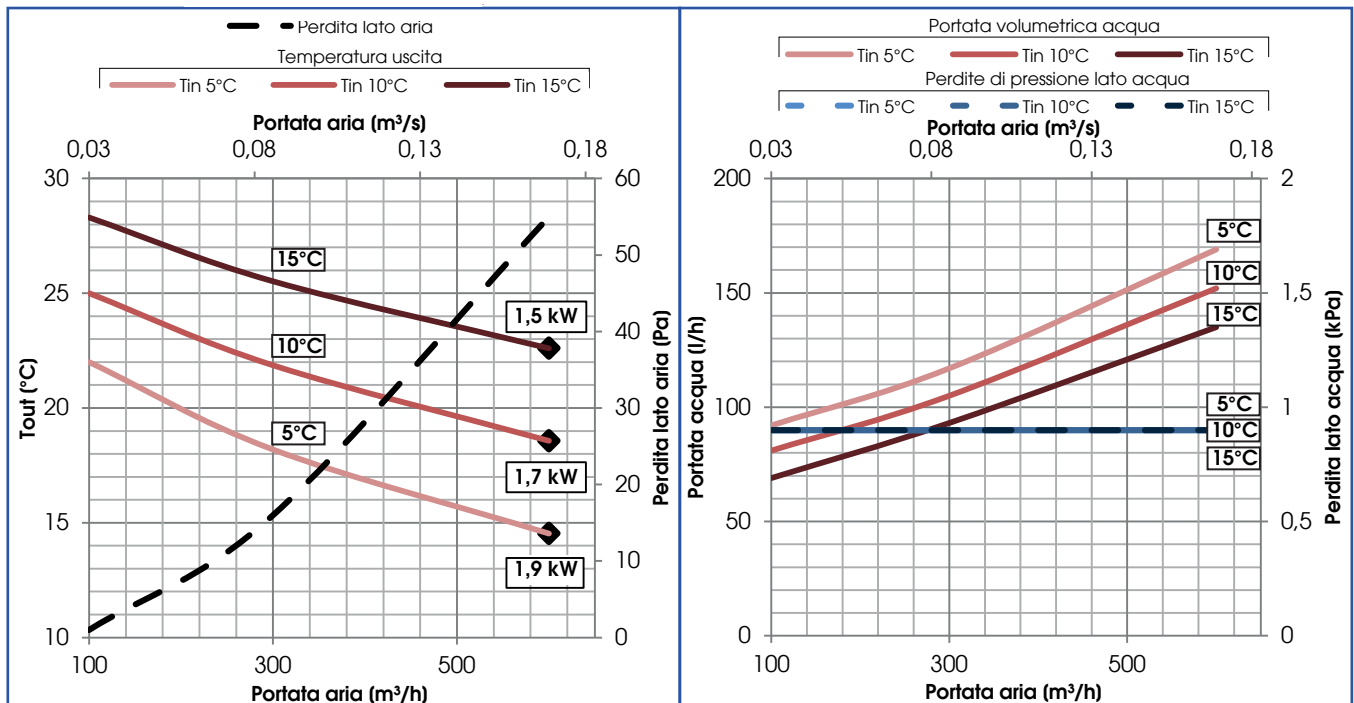 Perdita lato aria
Temperatura uscita
Tin 5°C Tin 10°C Tin 15°C
Portata aria (m³/s)
0,03 0,08 0,13 0,18
30 60
50
25
40
20 30
20
15
10
10 0
100 300 500
Portata aria (m³/h)
Tout (°C)
Perdita lato aria (Pa)
15°C
10°C
5°C
1,5 kW
1,7 kW
1,9 kW
Portata volumetrica acqua
Tin 5°C Tin 10°C Tin 15°C
Perdite di pressione lato acqua
Tin 5°C Tin 10°C Tin 15°C
Portata aria (m³/s)
0,03 0,08 0,13 0,18
200 2
150 1,5
100 1
50 0,5
0 0
100 300 500
Portata aria (m³/h)
Portata acqua (l/h)
Perdita lato acqua (kPa)
5°C
10°C
15°C
5°C
10°C
15°C